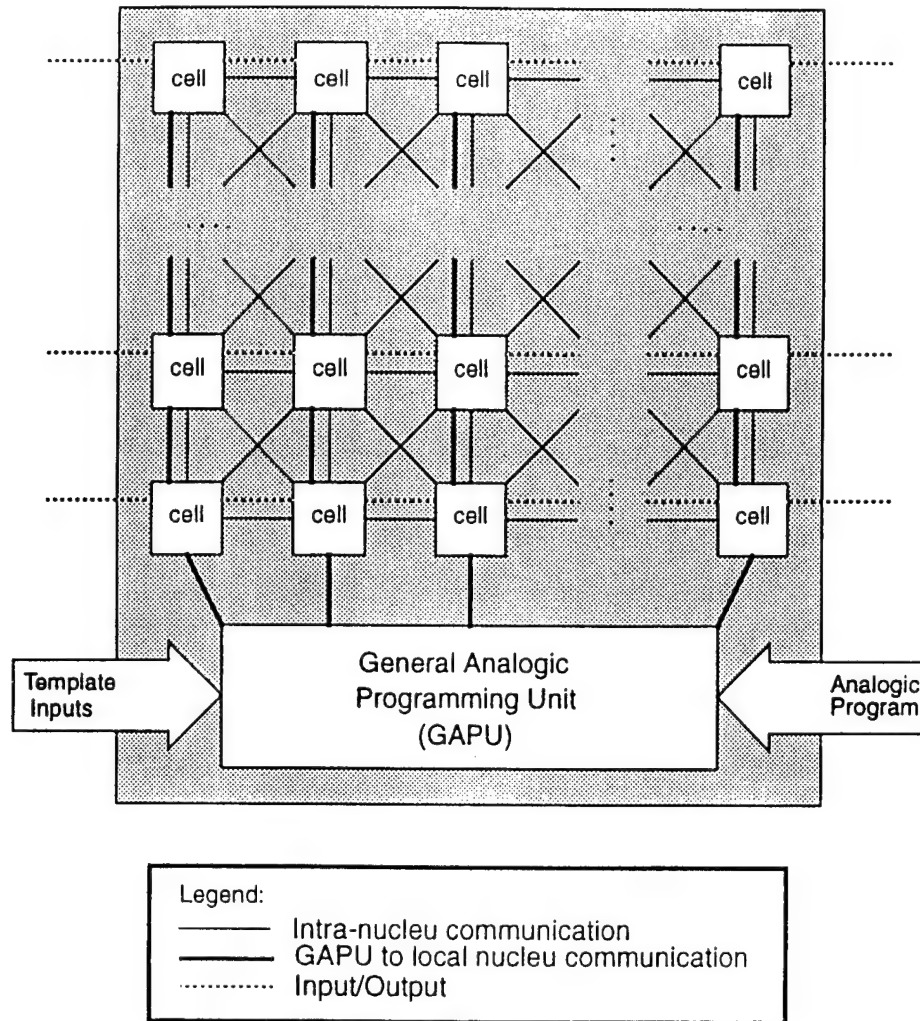 cell cell cell cell
cell cell cell cell
cell cell cell cell
General Analogic
Programming Unit
(GAPU)
Template
Inputs
Analogic
Program
Legend:
Intra-nucleu communication
GAPU to local nucleu communication
Input/Output